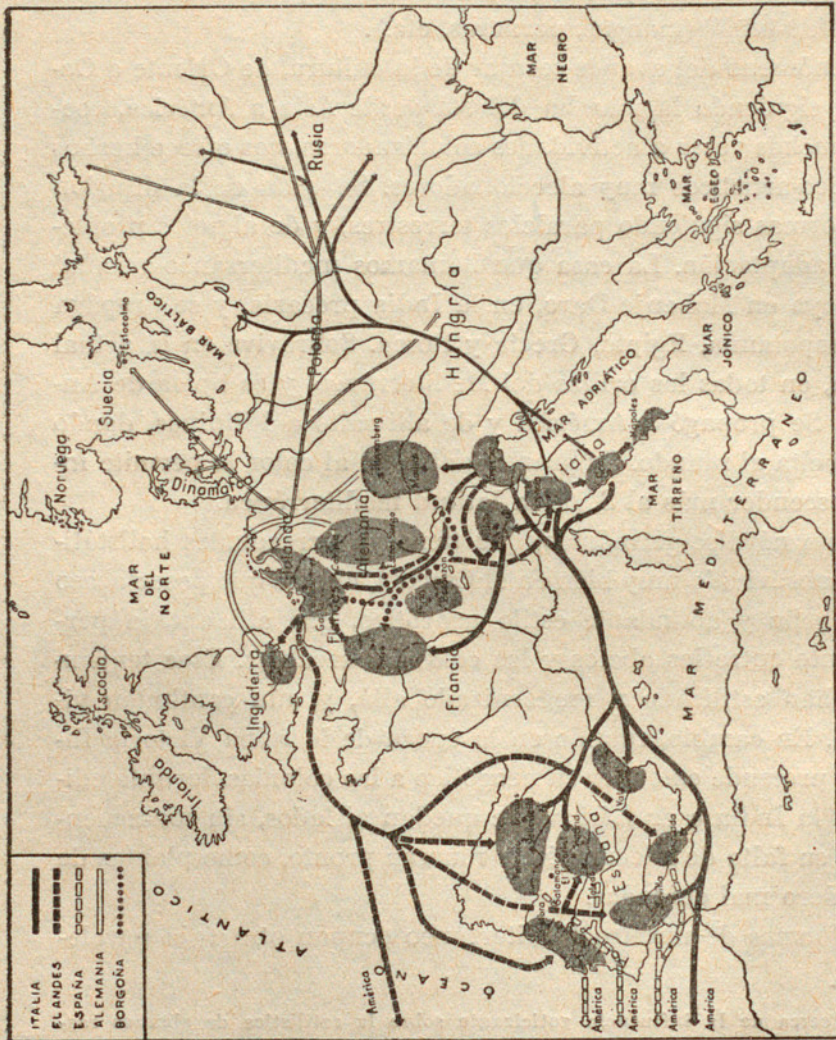 ITALIA
FLANDES
ESPAÑA
ALEMANIA
BORGOÑA
OCEANO
ATLÁNTICO
MAR
DEL
NORTE
Noruega
Suecia
Estocolmo
MAR BÁLTICO
Dinamarca
Escocia
Irlanda
Inglaterra
Holanda
Flandes
Alemania
Polonia
Rusia
Francia
Hungría
Italia
España
MAR
NEGRO
MAR
EGEO
MAR
JÓNICO
MAR ADRIÁTICO
MAR
TIRRENO
MAR MEDITERRÁNEO
Nápoles
Salamanca
América
América
América
América
América